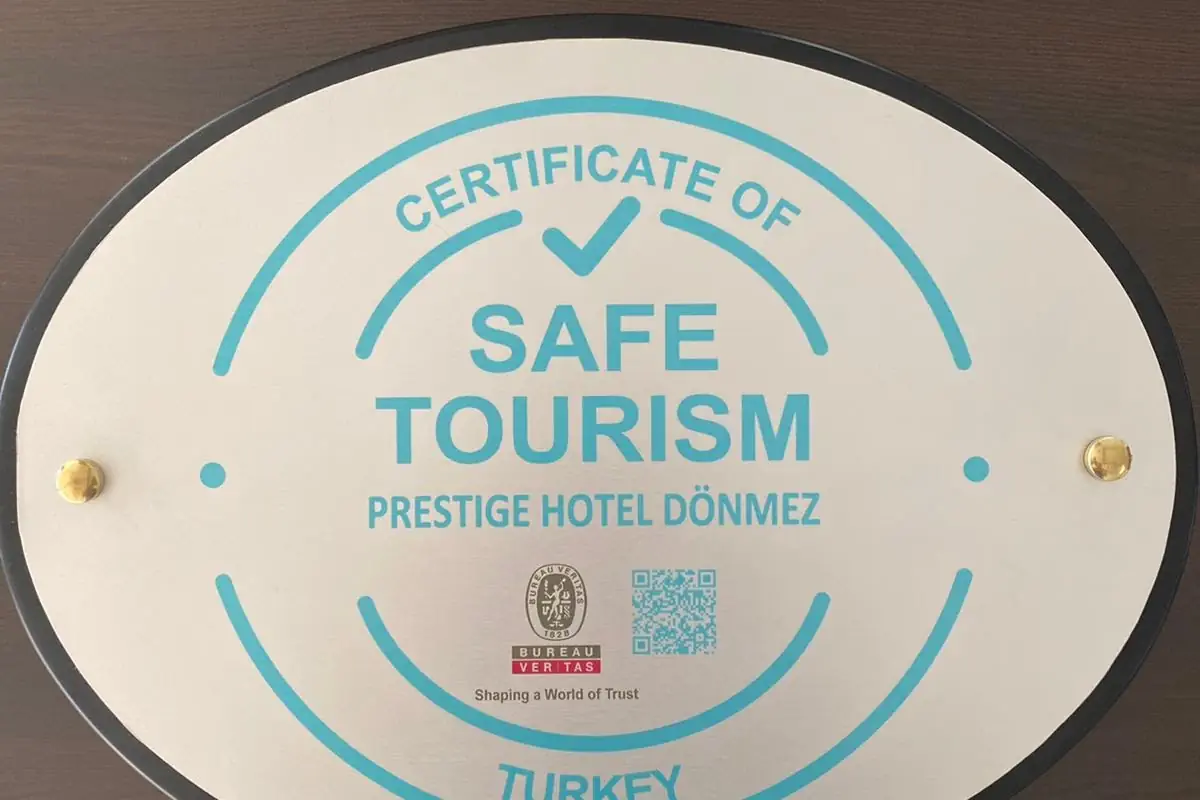 CERTIFICATE OF
SAFE
TOURISM
PRESTIGE HOTEL DÖNMEZ
BUREAU VERITAS
1828
BUREAU
VERITAS
Shaping a World of Trust
TURKEY